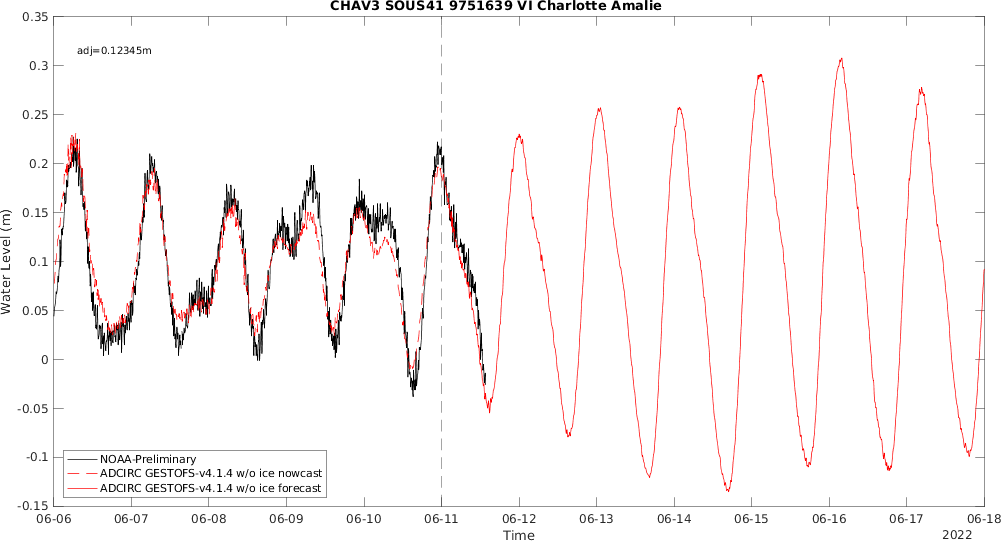 CHAV3 SOUS41 9751639 VI Charlotte Amalie
adj=0.12345m
0.35
0.3
0.25
0.2
0.15
0.1
0.05
0
-0.05
-0.1
-0.15
Water Level (m)
NOAA-Preliminary
ADCIRC GESTOFS-v4.1.4 w/o ice nowcast
ADCIRC GESTOFS-v4.1.4 w/o ice forecast
06-06 06-07 06-08 06-09 06-10 06-11 06-12 06-13 06-14 06-15 06-16 06-17 06-18
Time
2022